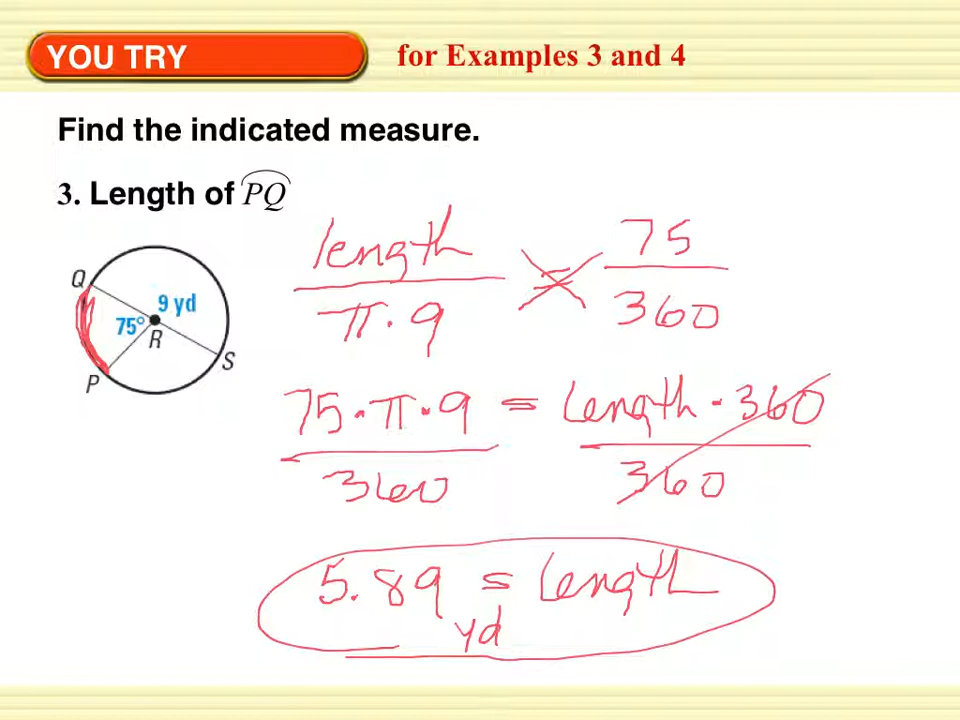 YOU TRY for Examples 3 and 4
Find the indicated measure.
3. Length of PQ
Q
9 yd
75°
R
S
P
length / π · 9 = 75 / 360
75 · π · 9 / 360 = length · 360 / 360
5.89 = length
yd